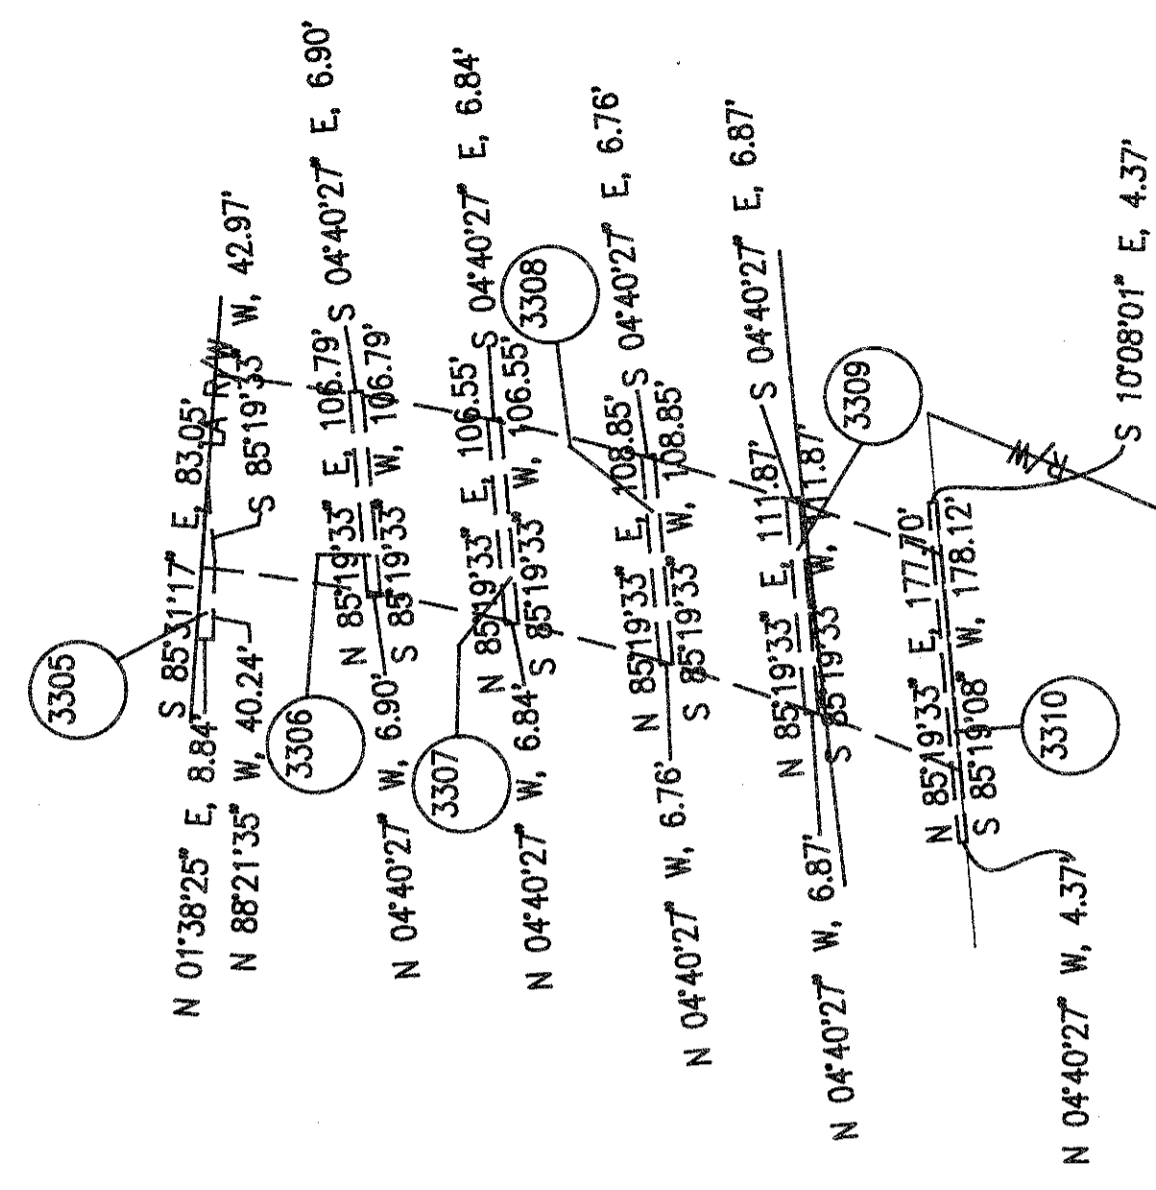 3305
S 85°31'17" E, 83.05'
LA R/W
S 85°19'33" W, 42.97'
N 01°38'25" E, 8.84'
N 88°21'35" W, 40.24'
3306
N 85°19'33" E, 106.79'
S 85°19'33" W, 106.79'
S 04°40'27" E, 6.90'
N 04°40'27" W, 6.90'
3307
N 85°19'33" E, 106.55'
S 85°19'33" W, 106.55'
S 04°40'27" E, 6.84'
N 04°40'27" W, 6.84'
3308
N 85°19'33" E, 108.85'
S 85°19'33" W, 108.85'
S 04°40'27" E, 6.76'
N 04°40'27" W, 6.76'
3309
N 85°19'33" E, 111.87'
S 85°19'33" W, 111.87'
S 04°40'27" E, 6.87'
N 04°40'27" W, 6.87'
3310
N 85°19'33" E, 177.70'
S 85°19'08" W, 178.12'
R/W
S 10°08'01" E, 4.37'
N 04°40'27" W, 4.37'